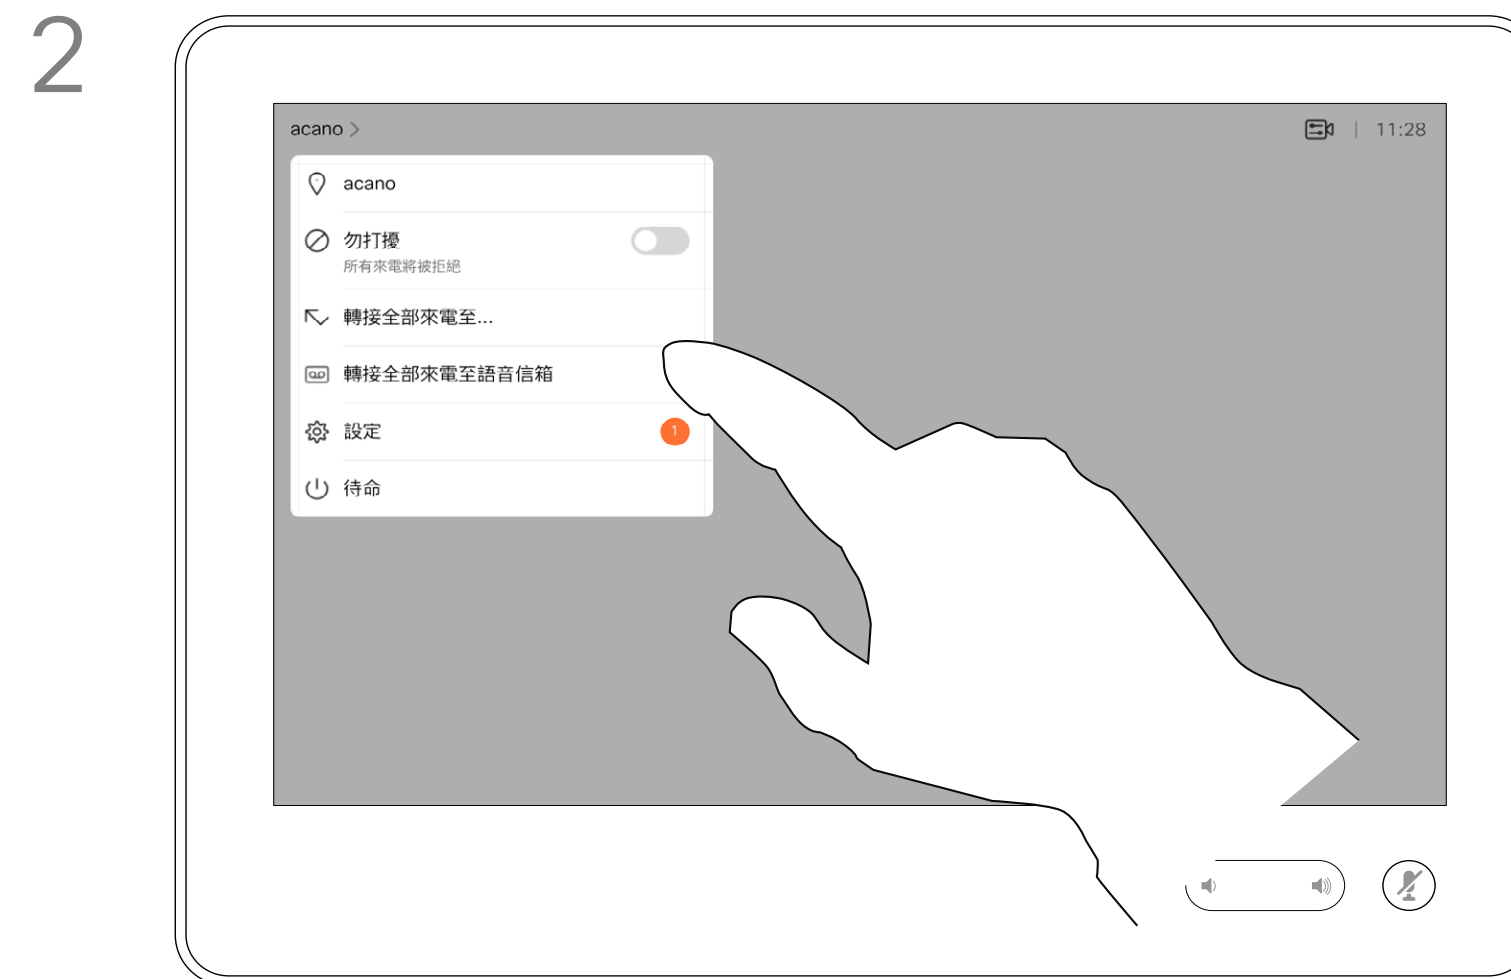 2
acano >
11:28
acano
勿打擾
所有來電將被拒絕
轉接全部來電至...
轉接全部來電至語音信箱
設定
1
待命